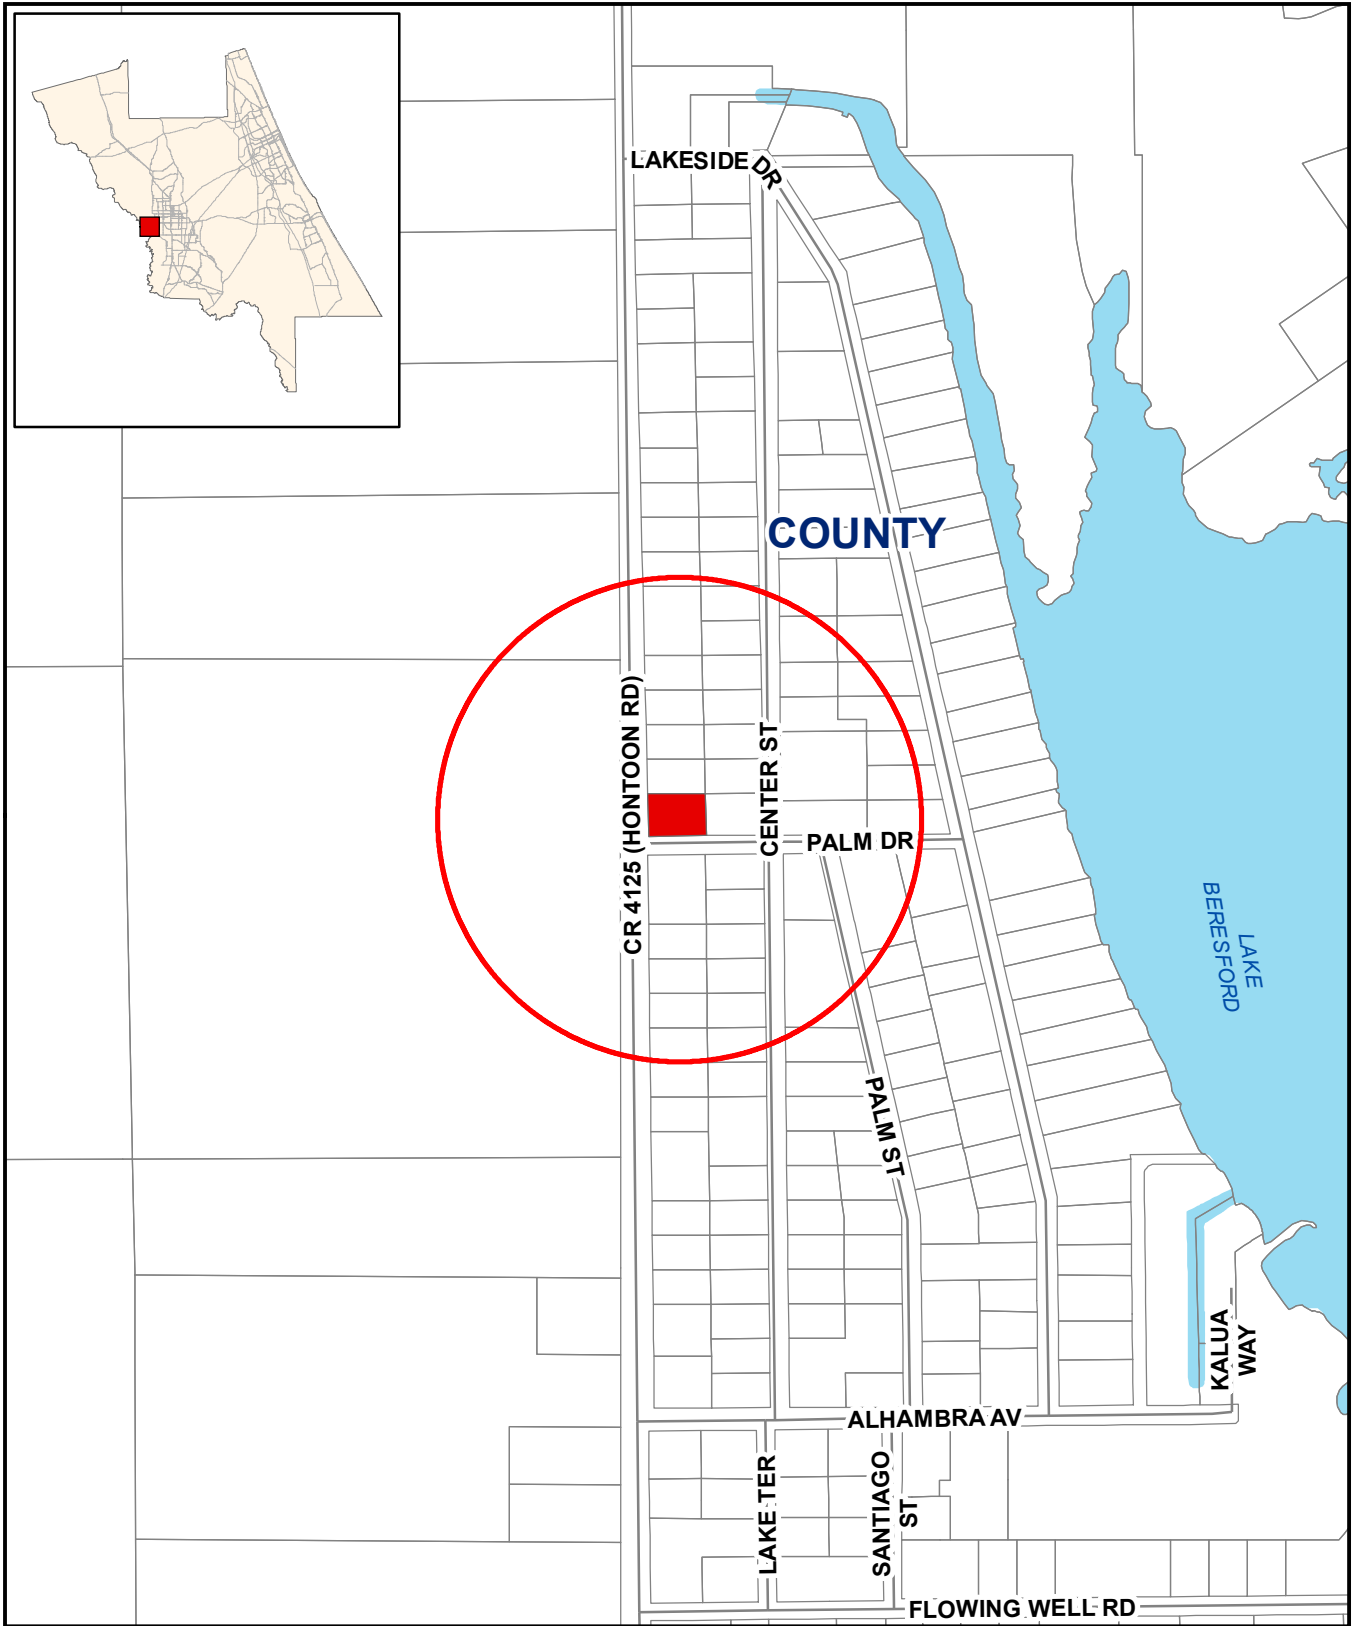 LAKESIDE DR
COUNTY
CR 4125 (HONTOON RD)
CENTER ST
PALM DR
LAKE
BERESFORD
PALM ST
KALUA
WAY
ALHAMBRA AV
LAKE TER
SANTIAGO
ST
FLOWING WELL RD